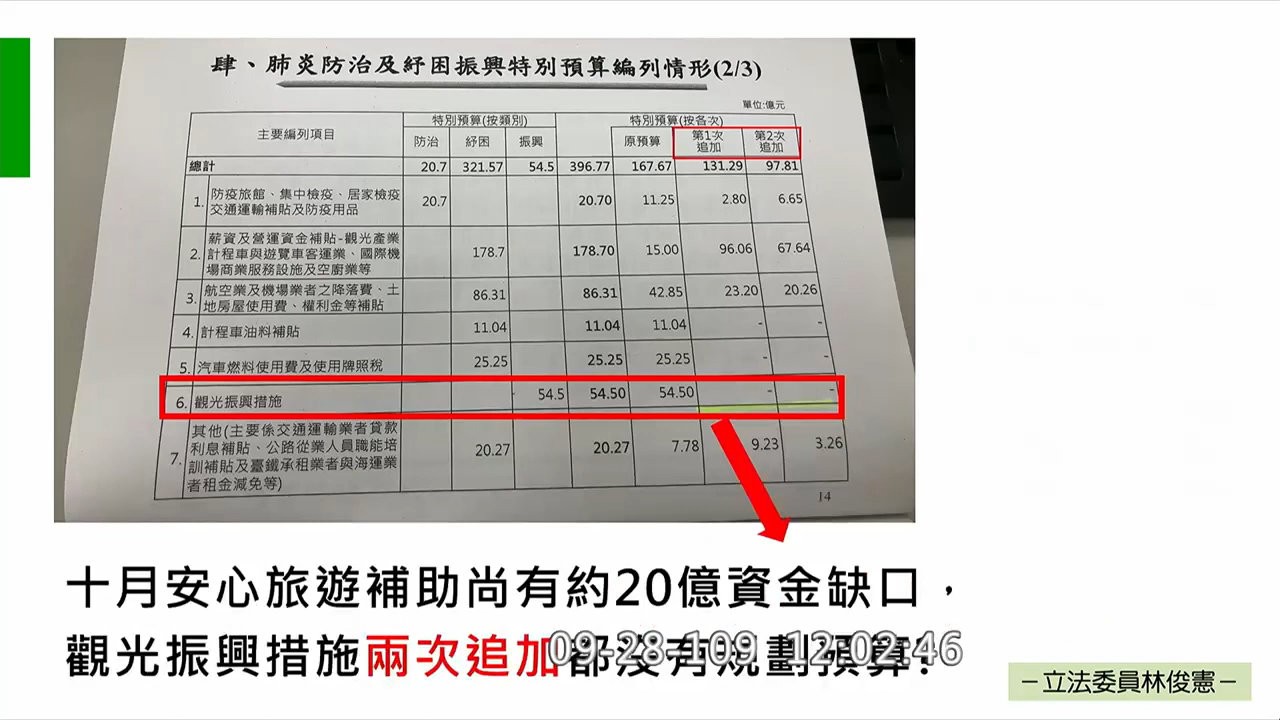 肆、肺炎防治及紓困振興特別預算編列情形(2/3)
單位:億元
主要編列項目 特別預算(按類別) 特別預算(按各次)
防治 紓困 振興 原預算 第1次追加 第2次追加
總計 20.7 321.57 54.5 396.77 167.67 131.29 97.81
1. 防疫旅館、集中檢疫、居家檢疫
交通運輸補貼及防疫用品 20.7 20.70 11.25 2.80 6.65
2. 薪資及營運資金補貼-觀光產業
計程車與遊覽車客運業、國際機
場商業服務設施及空廚業等 178.7 178.70 15.00 96.06 67.64
3. 航空業及機場業者之降落費、土
地房屋使用費、權利金等補貼 86.31 86.31 42.85 23.20 20.26
4. 計程車油料補貼 11.04 11.04 11.04 - -
5. 汽車燃料使用費及使用牌照稅 25.25 25.25 25.25 - -
6. 觀光振興措施 54.5 54.50 54.50 - -
7. 其他(主要係交通運輸業者貸款
利息補貼、公路從業人員職能培
訓補貼及臺鐵承租業者與海運業
者租金減免等) 20.27 20.27 7.78 9.23 3.26
14
十月安心旅遊補助尚有約20億資金缺口，
觀光振興措施兩次追加都沒有規劃預算?
09-28-109 12:02:46
－立法委員林俊憲－